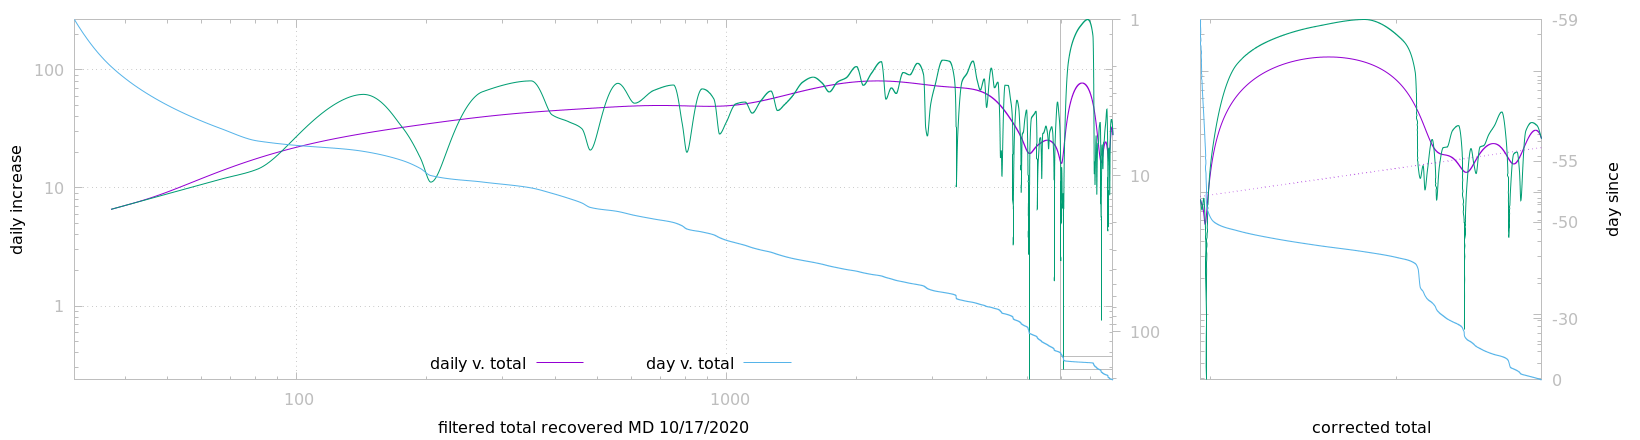 1
-59
100
daily increase
-55
10
10
day since
-50
1
-30
100
daily v. total
day v. total
0
100
1000
filtered total recovered MD 10/17/2020
corrected total